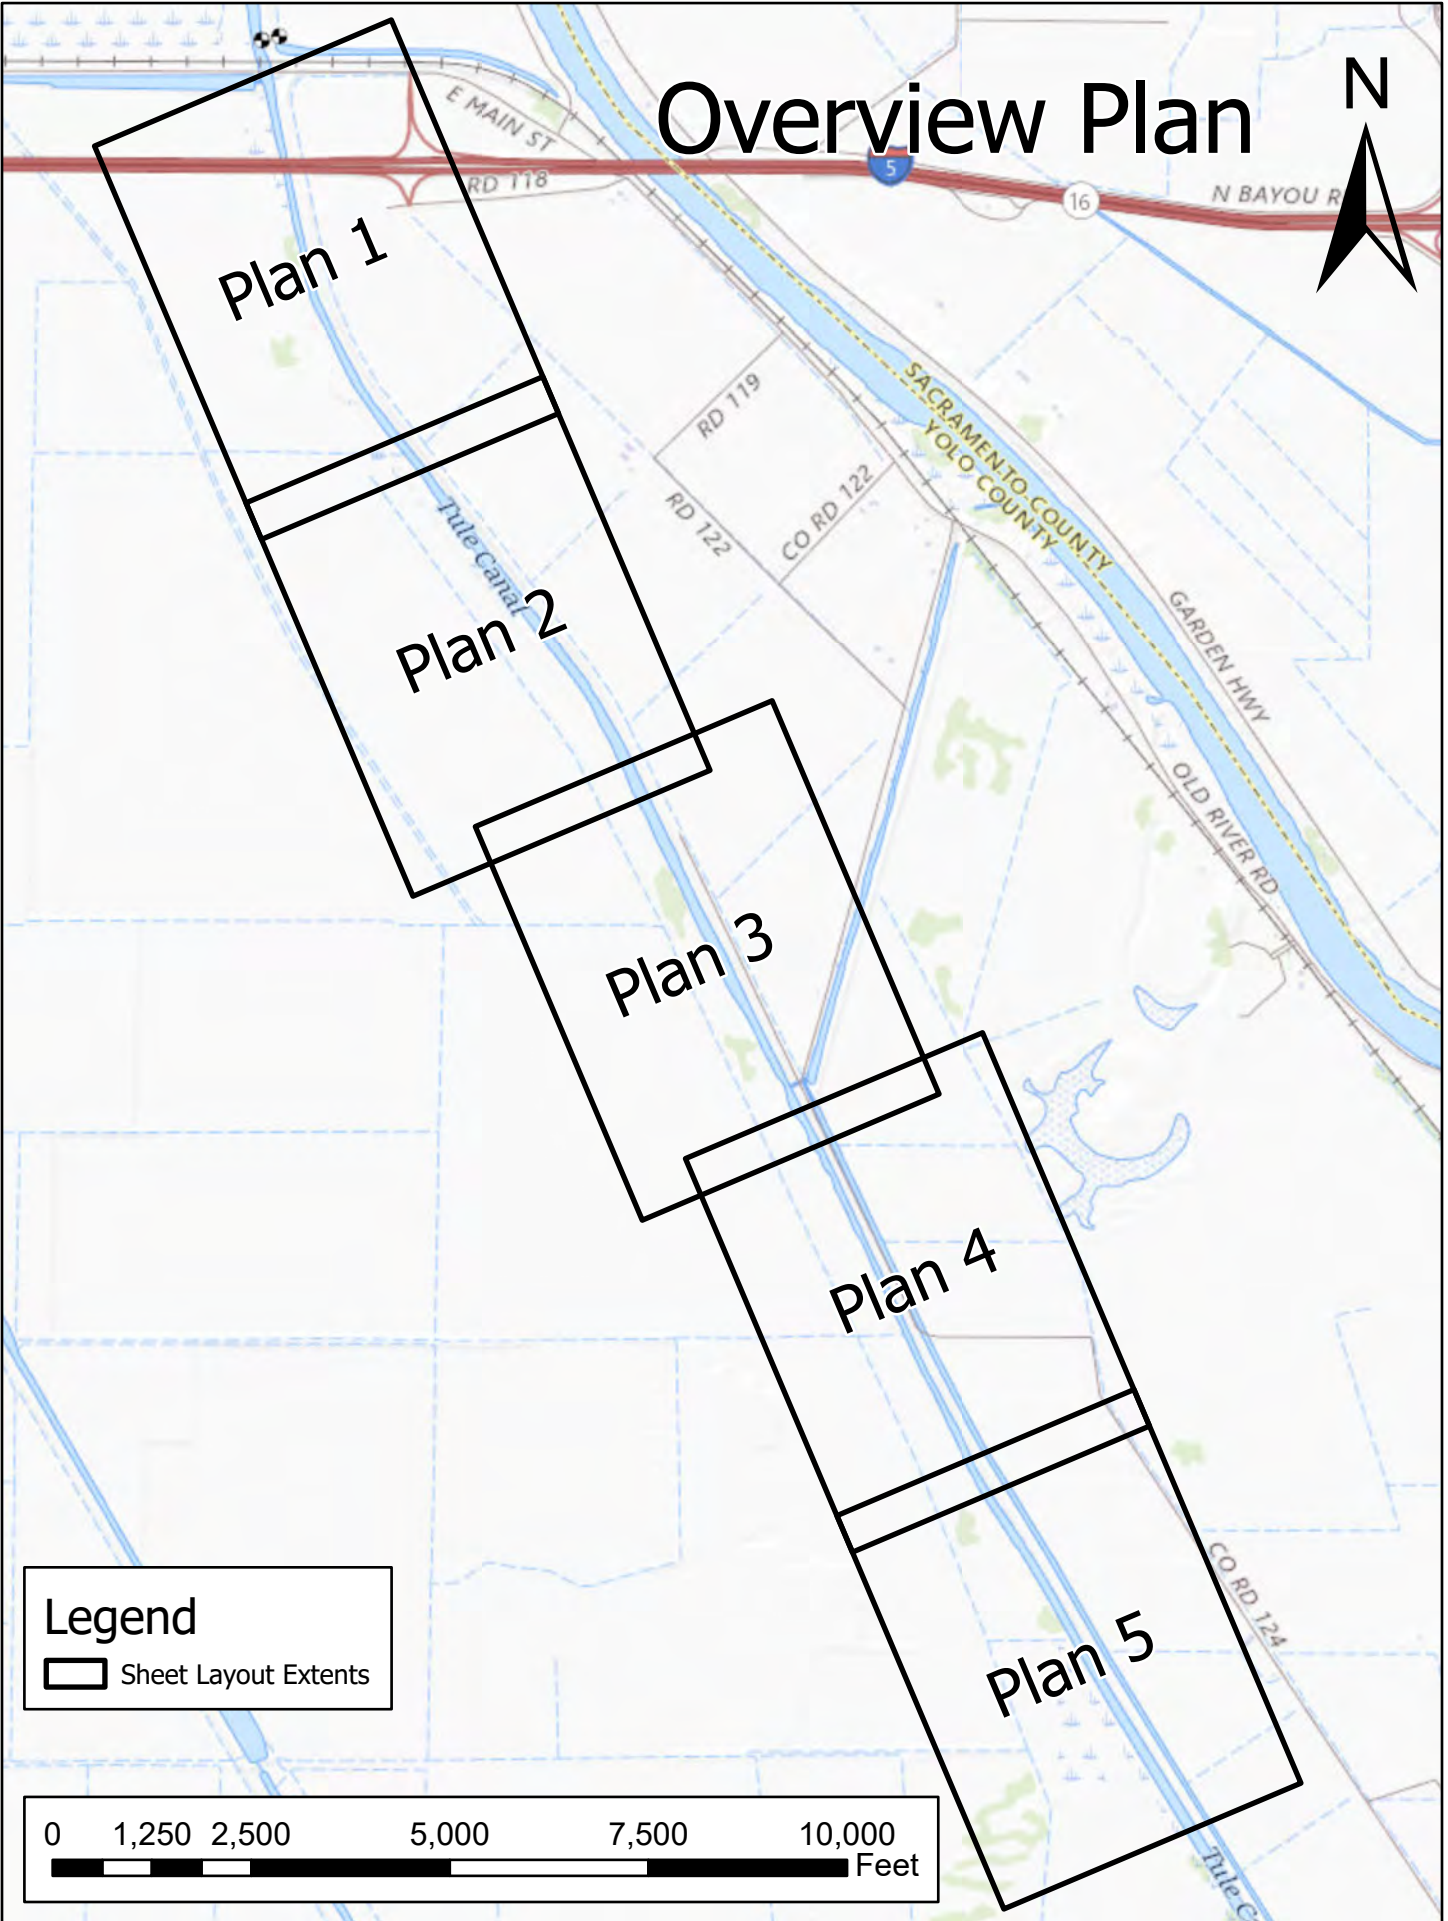 Overview Plan
N
E MAIN ST
5
RD 118
16
N BAYOU R
Plan 1
SACRAMENTO COUNTY
YOLO COUNTY
RD 119
CO RD 122
RD 122
Tule Canal
Plan 2
GARDEN HWY
OLD RIVER RD
Plan 3
Plan 4
CO RD 124
Legend
Sheet Layout Extents
Plan 5
0 1,250 2,500 5,000 7,500 10,000
Feet
Tule C